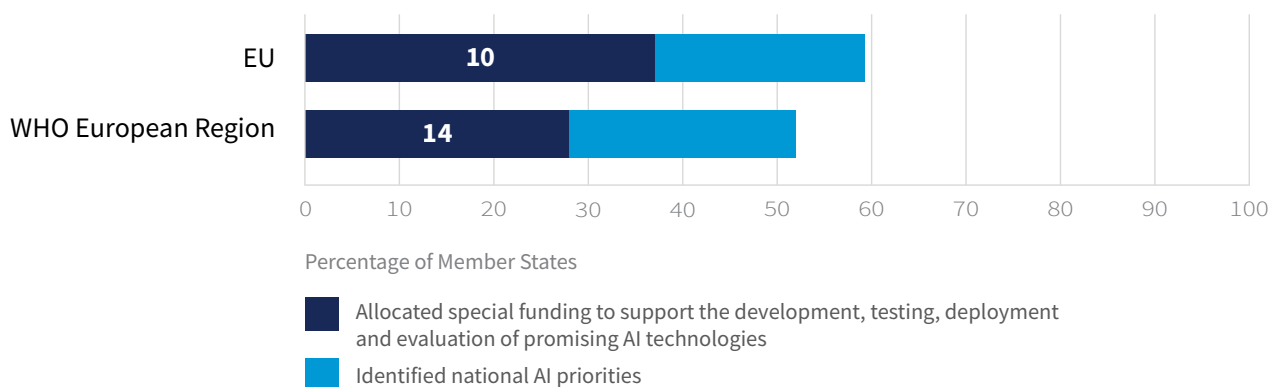 EU
10
WHO European Region
14
0 10 20 30 40 50 60 70 80 90 100
Percentage of Member States
Allocated special funding to support the development, testing, deployment
and evaluation of promising AI technologies
Identified national AI priorities